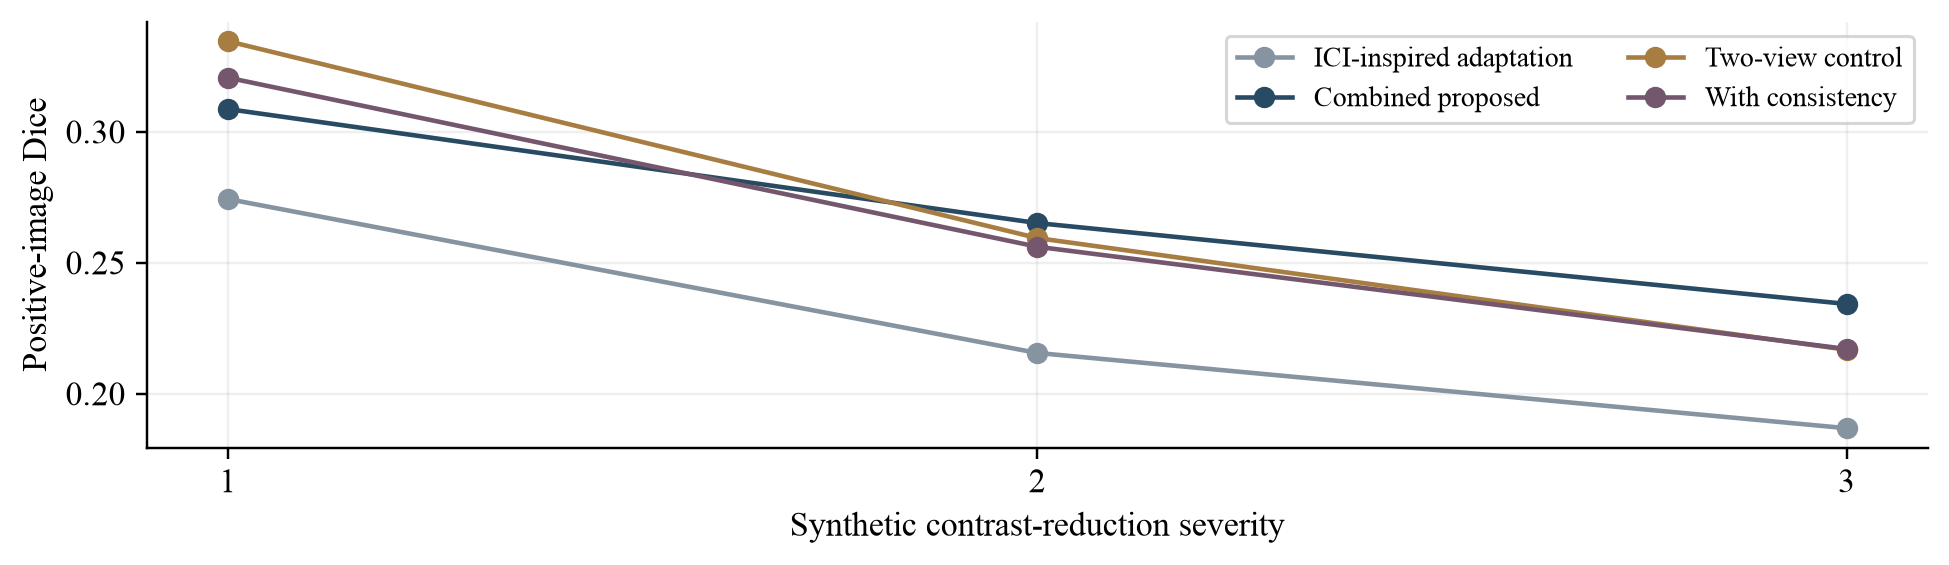 Positive-image Dice
0.30
0.25
0.20
ICI-inspired adaptation
Combined proposed
Two-view control
With consistency
1 2 3
Synthetic contrast-reduction severity